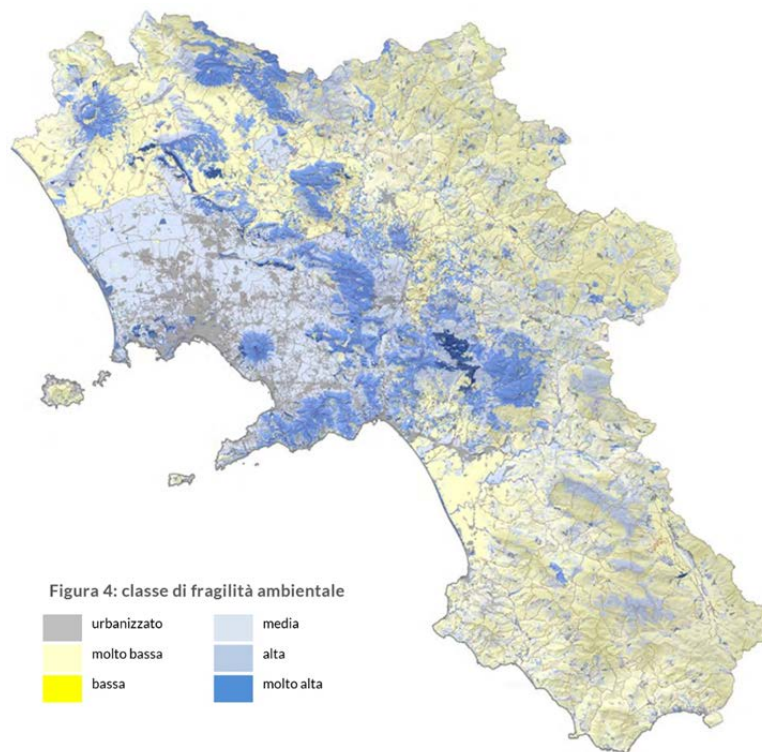 Figura 4: classe di fragilità ambientale
urbanizzato
molto bassa
bassa
media
alta
molto alta